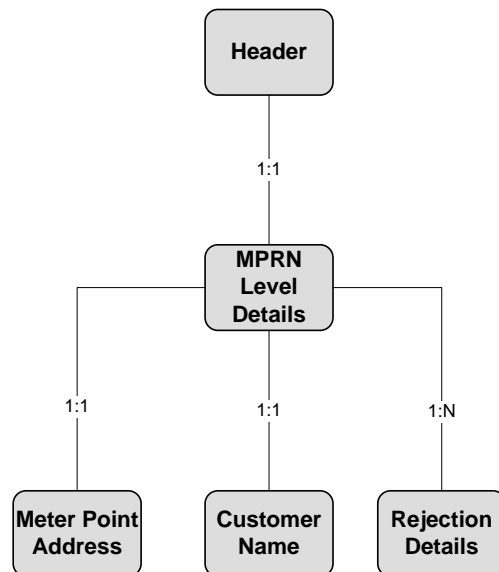 Header
1:1
MPRN
Level
Details
1:1
1:1
1:N
Meter Point
Address
Customer
Name
Rejection
Details